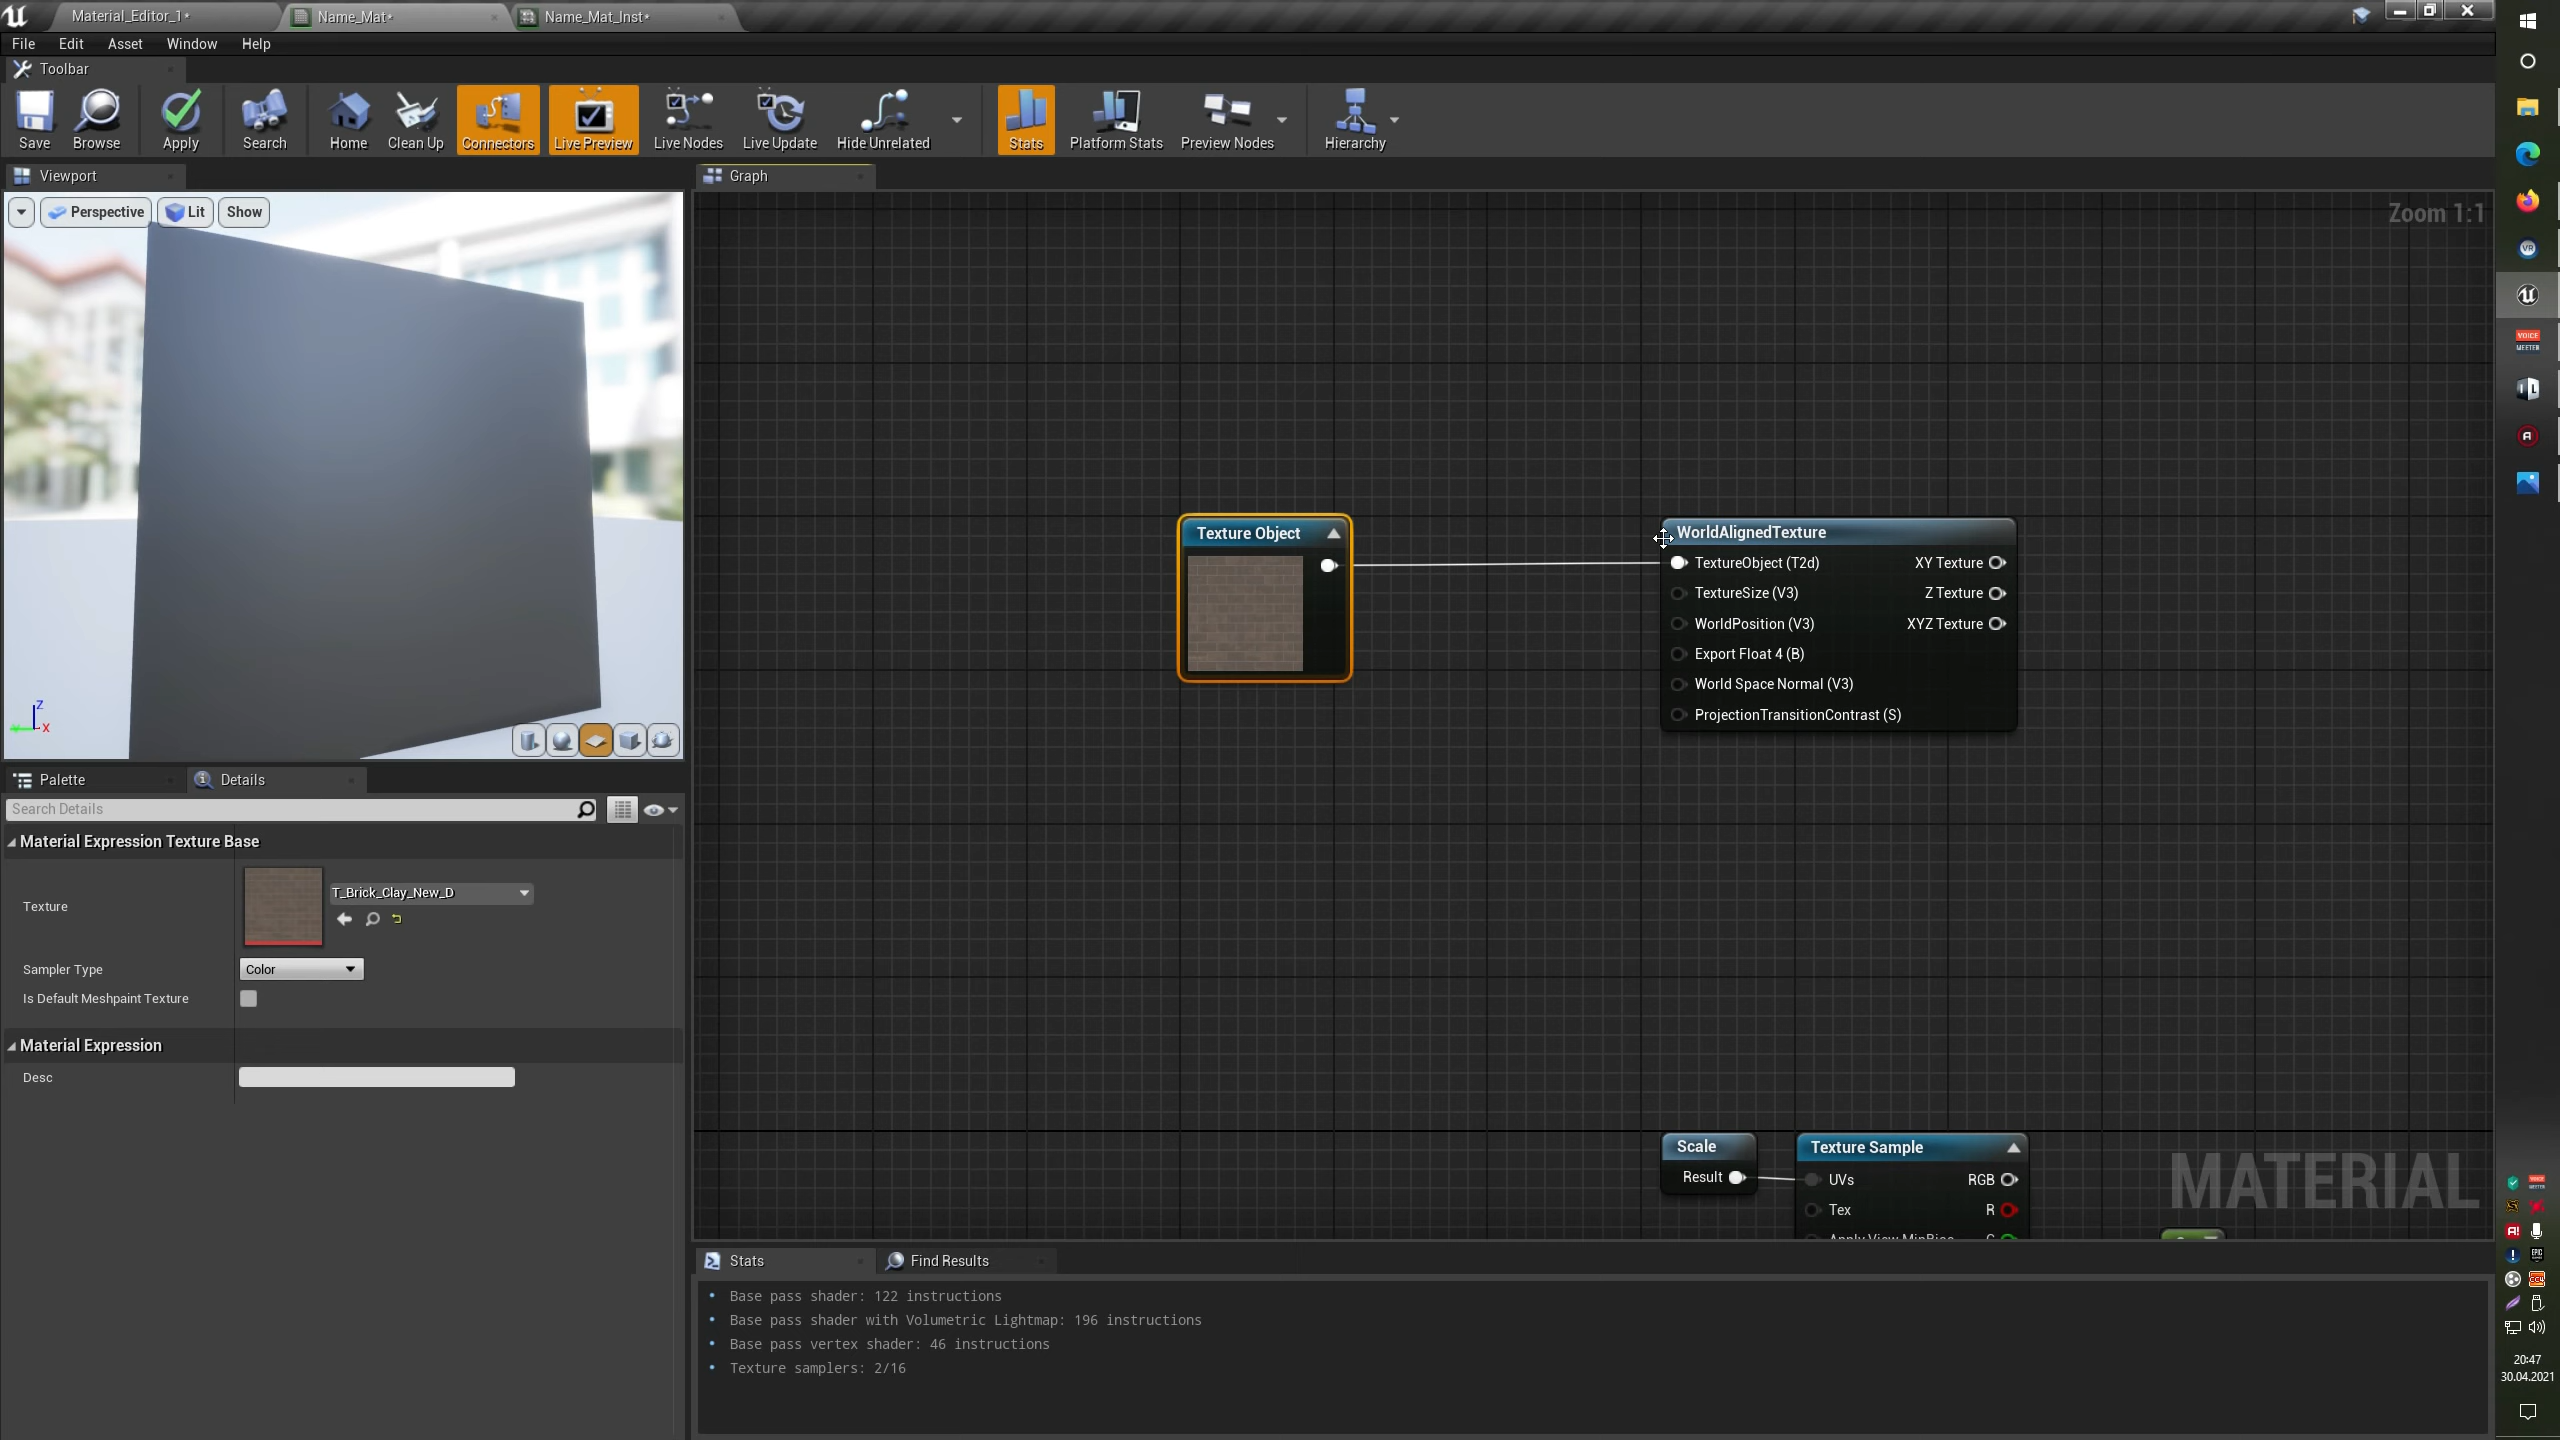 Material_Editor_1*
Name_Mat*
Name_Mat_Inst*
File Edit Asset Window Help
Toolbar
Save Browse Apply Search Home Clean Up Connectors Live Preview Live Nodes Live Update Hide Unrelated Stats Platform Stats Preview Nodes Hierarchy
Viewport
Graph
Perspective Lit Show
Zoom 1:1
Z
X
Texture Object
WorldAlignedTexture
TextureObject (T2d) XY Texture
TextureSize (V3) Z Texture
WorldPosition (V3) XYZ Texture
Export Float 4 (B)
World Space Normal (V3)
ProjectionTransitionContrast (S)
Palette Details
Search Details
Material Expression Texture Base
Texture
T_Brick_Clay_New_D
Sampler Type Color
Is Default Meshpaint Texture
Material Expression
Desc
Scale
Result
Texture Sample
UVs RGB
Tex R
MATERIAL
Stats Find Results
Base pass shader: 122 instructions
Base pass shader with Volumetric Lightmap: 196 instructions
Base pass vertex shader: 46 instructions
Texture samplers: 2/16
VR
VOICE
MEETER
20:47
30.04.2021